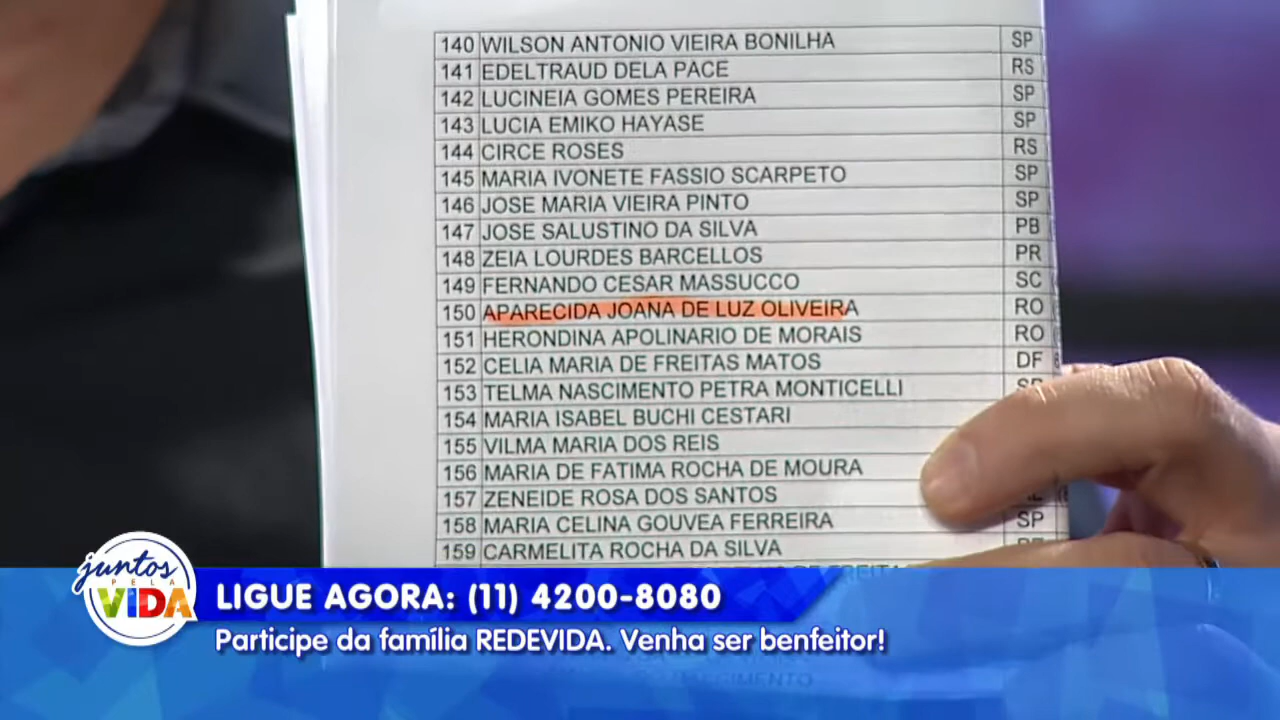 140 WILSON ANTONIO VIEIRA BONILHA SP
141 EDELTRAUD DELA PACE RS
142 LUCINEIA GOMES PEREIRA SP
143 LUCIA EMIKO HAYASE SP
144 CIRCE ROSES RS
145 MARIA IVONETE FASSIO SCARPETO SP
146 JOSE MARIA VIEIRA PINTO SP
147 JOSE SALUSTINO DA SILVA PB
148 ZEIA LOURDES BARCELLOS PR
149 FERNANDO CESAR MASSUCCO SC
150 APARECIDA JOANA DE LUZ OLIVEIRA RO
151 HERONDINA APOLINARIO DE MORAIS RO
152 CELIA MARIA DE FREITAS MATOS DF
153 TELMA NASCIMENTO PETRA MONTICELLI
154 MARIA ISABEL BUCHI CESTARI
155 VILMA MARIA DOS REIS
156 MARIA DE FATIMA ROCHA DE MOURA
157 ZENEIDE ROSA DOS SANTOS
158 MARIA CELINA GOUVEA FERREIRA SP
159 CARMELITA ROCHA DA SILVA
juntos
PELA
VIDA
LIGUE AGORA: (11) 4200-8080
Participe da família REDEVIDA. Venha ser benfeitor!